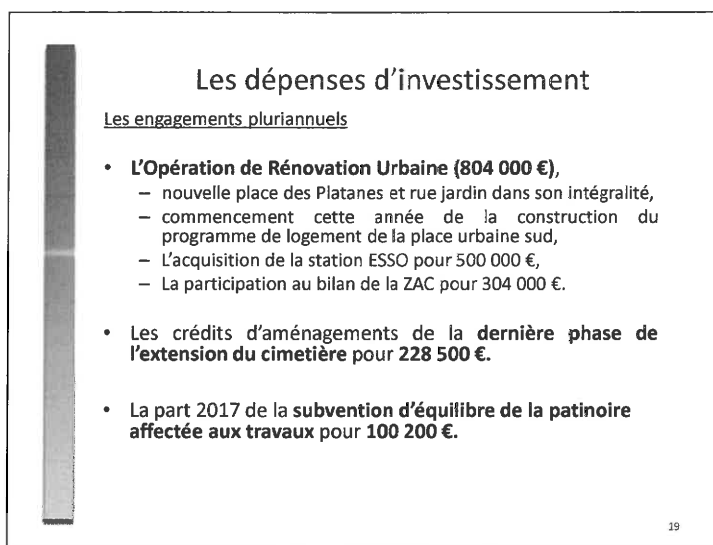 Les dépenses d'investissement
Les engagements pluriannuels
• L'Opération de Rénovation Urbaine (804 000 €),
– nouvelle place des Platanes et rue jardin dans son intégralité,
– commencement cette année de la construction du
programme de logement de la place urbaine sud,
– L'acquisition de la station ESSO pour 500 000 €,
– La participation au bilan de la ZAC pour 304 000 €.
• Les crédits d'aménagements de la dernière phase de
l'extension du cimetière pour 228 500 €.
• La part 2017 de la subvention d'équilibre de la patinoire
affectée aux travaux pour 100 200 €.
19